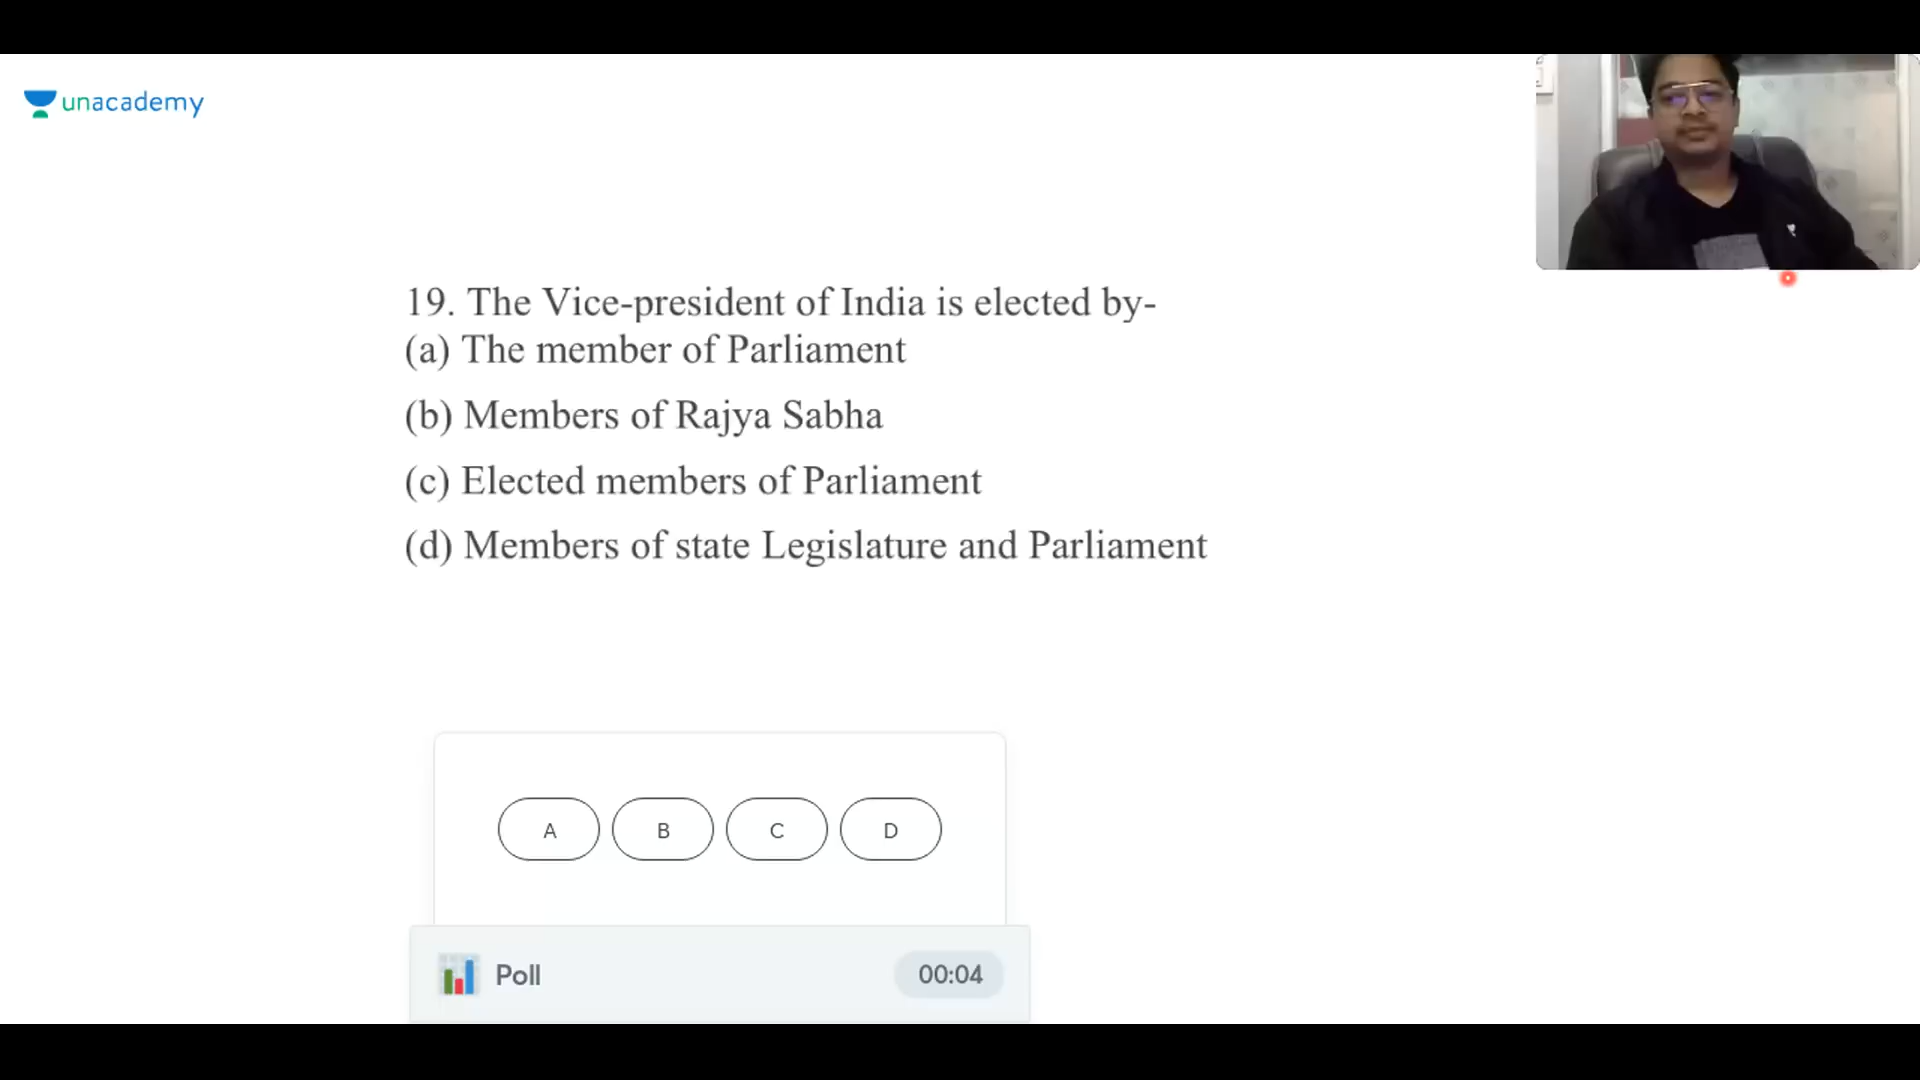 unacademy
19. The Vice-president of India is elected by-
(a) The member of Parliament
(b) Members of Rajya Sabha
(c) Elected members of Parliament
(d) Members of state Legislature and Parliament
A B C D
Poll 00:04